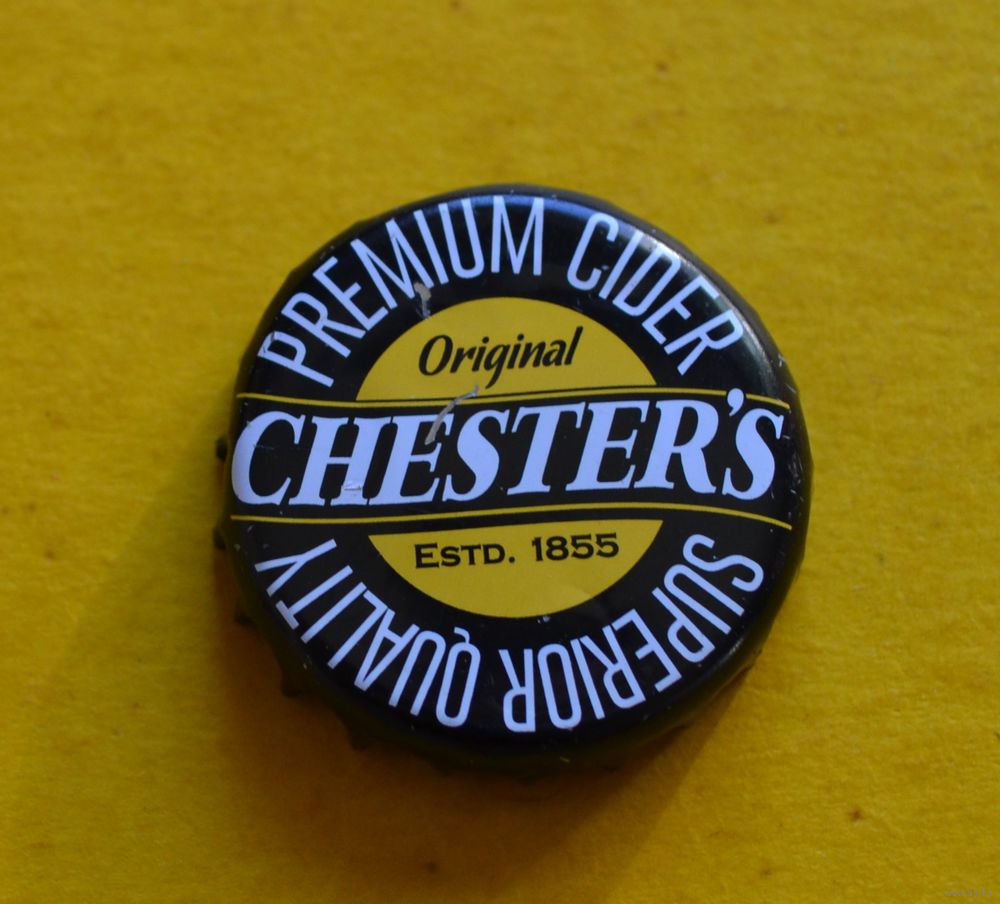 PREMIUM CIDER
Original
CHESTER'S
ESTD. 1855
SUPERIOR QUALITY